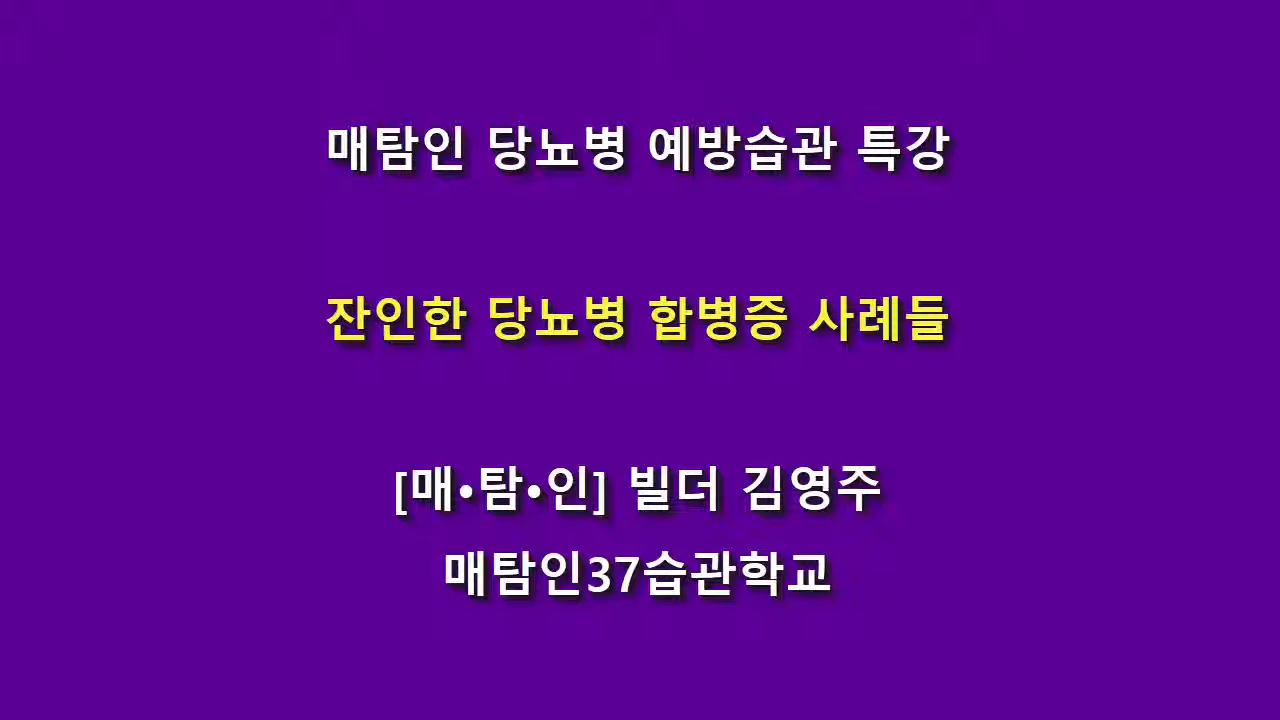 매탐인 당뇨병 예방습관 특강
잔인한 당뇨병 합병증 사례들
[매•탐•인] 빌더 김영주
매탐인37습관학교